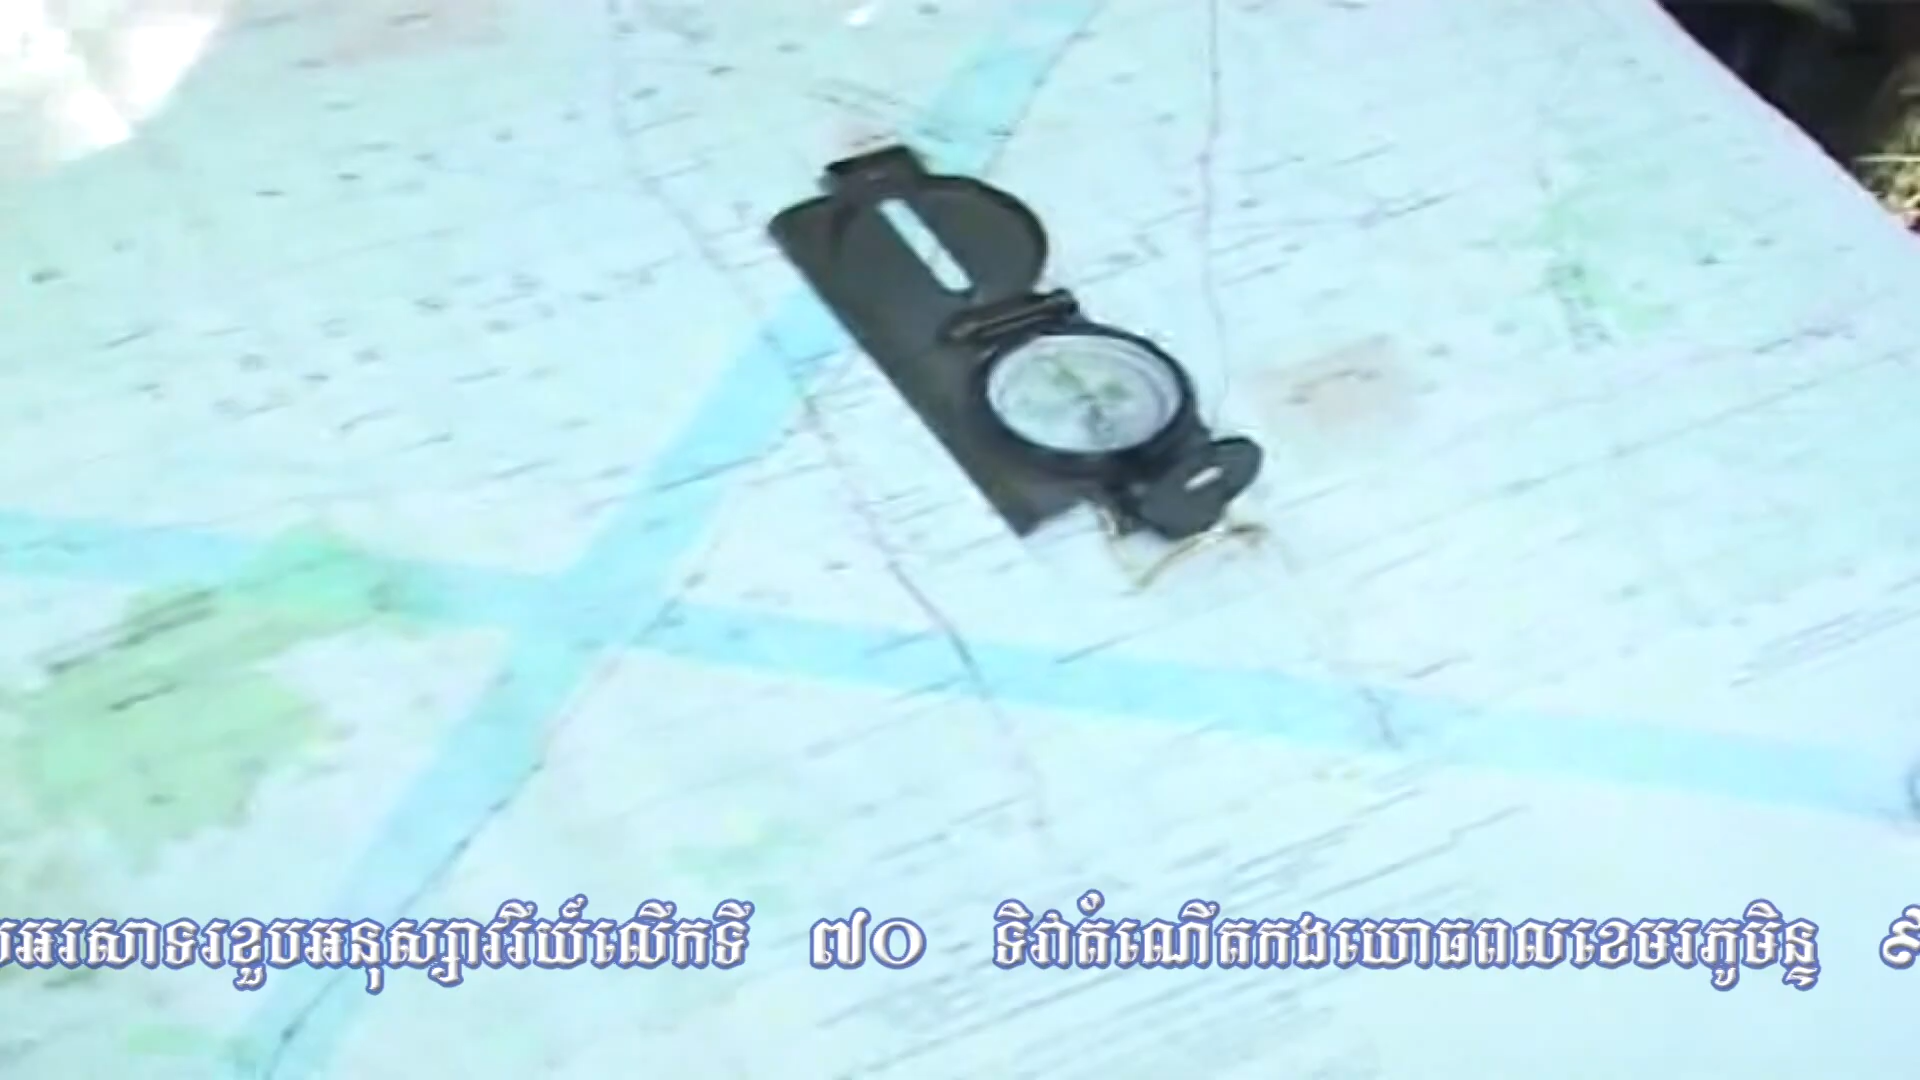 អរសាទរខួបអនុស្សាវរីយ៍លើកទី ៧០ ទិវាកំណើតកងយោធពលខេមរភូមិន្ទ ៩